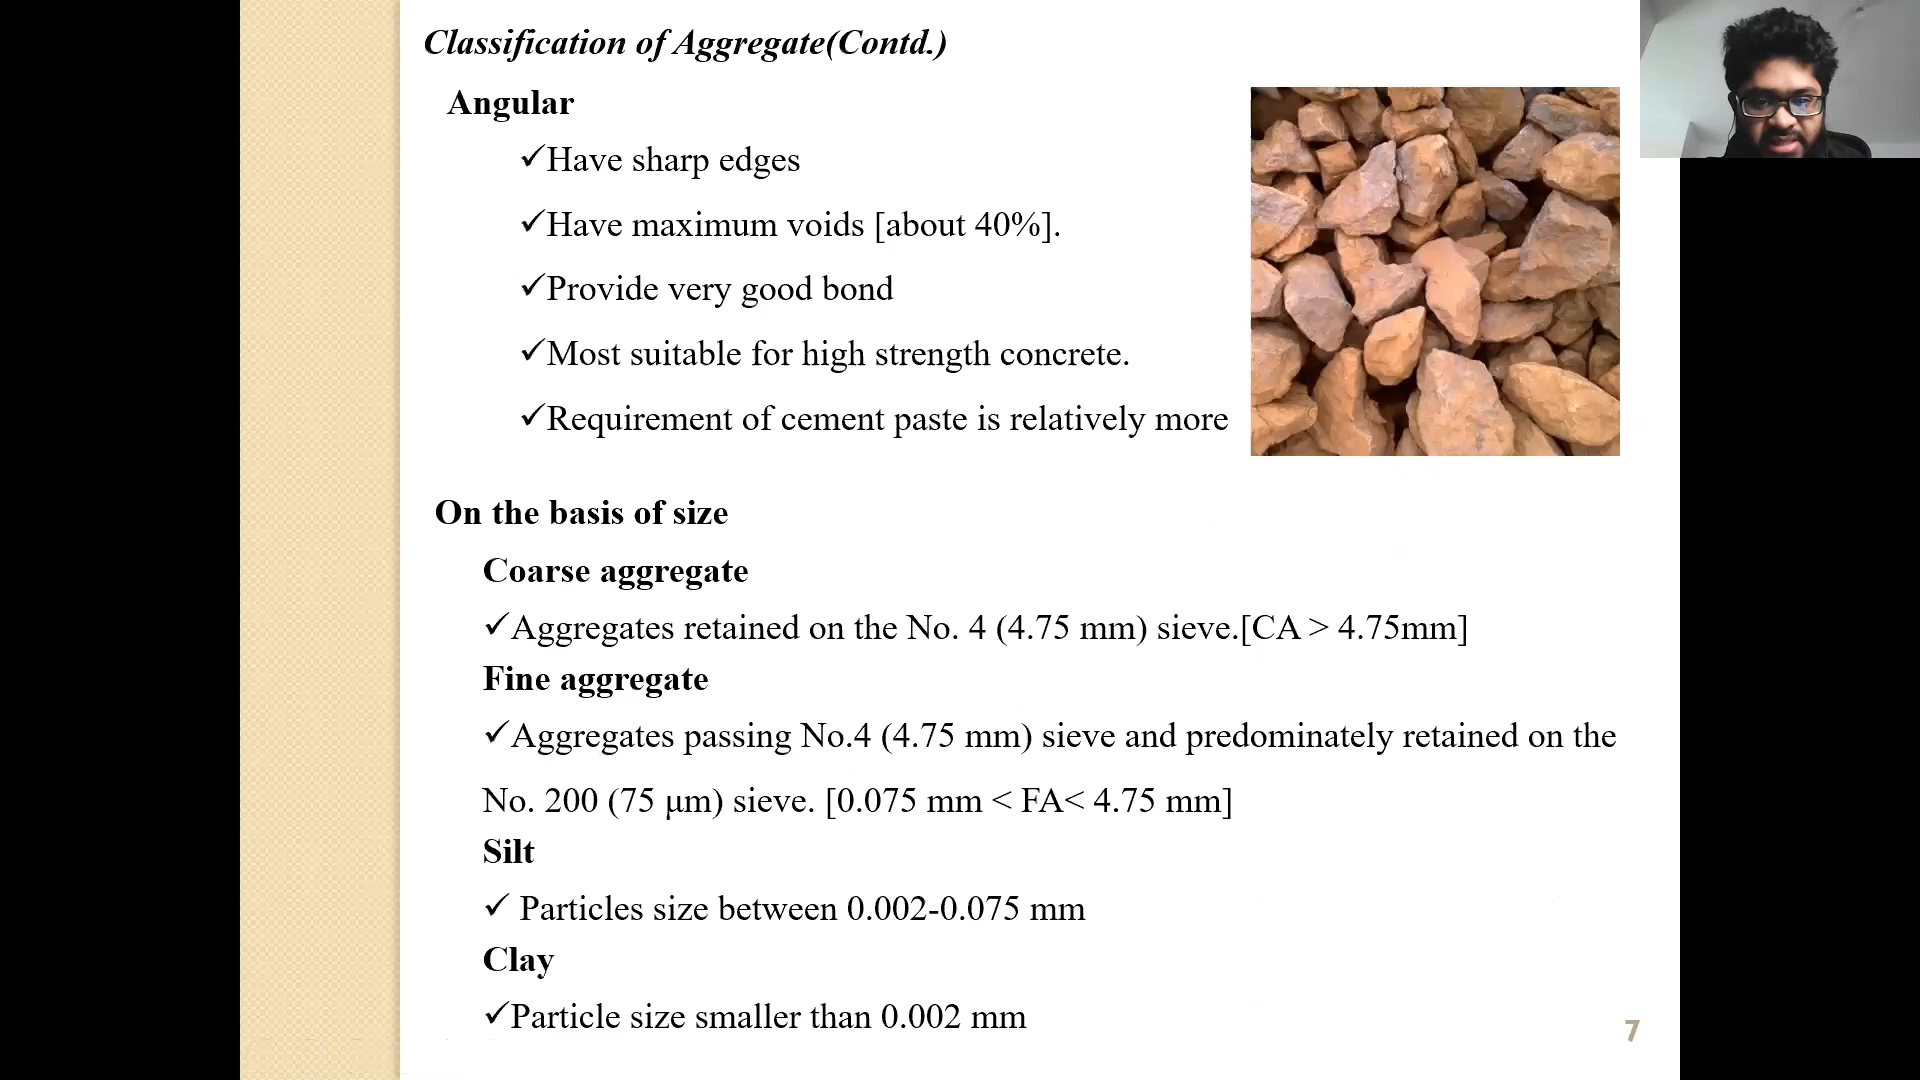 Classification of Aggregate(Contd.)
Angular
✓Have sharp edges
✓Have maximum voids [about 40%].
✓Provide very good bond
✓Most suitable for high strength concrete.
✓Requirement of cement paste is relatively more
On the basis of size
Coarse aggregate
✓Aggregates retained on the No. 4 (4.75 mm) sieve.[CA > 4.75mm]
Fine aggregate
✓Aggregates passing No.4 (4.75 mm) sieve and predominately retained on the
No. 200 (75 μm) sieve. [0.075 mm < FA< 4.75 mm]
Silt
✓ Particles size between 0.002-0.075 mm
Clay
✓Particle size smaller than 0.002 mm
7